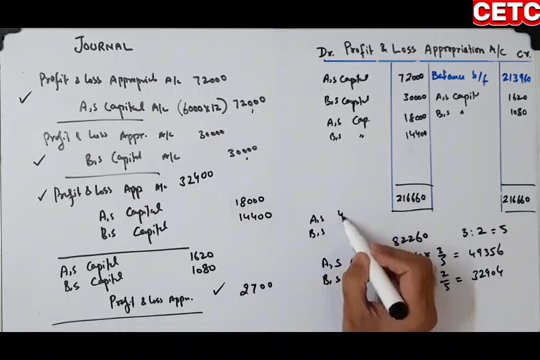 CETC
JOURNAL
Profit & Loss Appropriat A/C 72000
A,s Capital A/c (6000x12) 72000
Profit & Loss Appr. A/C 30000
B,s Capital A/c 30000
Profit & Loss App A/c 32400
A,s Capital 18000
B,s Capital 14400
A,s Capital 1620
B,s Capital 1080
Profit & Loss Appr. 2700
Dr. Profit & Loss Appropriation A/C Cr.
A,s Capital 72000 Balance b/f 213960
B,s Capital 30000 A,s Capital 1620
A,s Cap. 18000 B,s " 1080
B,s " 14400
216660 216660
A,s 4
B,s
82260 3:2=5
A,s x 3/5 = 49356
B,s 2/5 = 32904